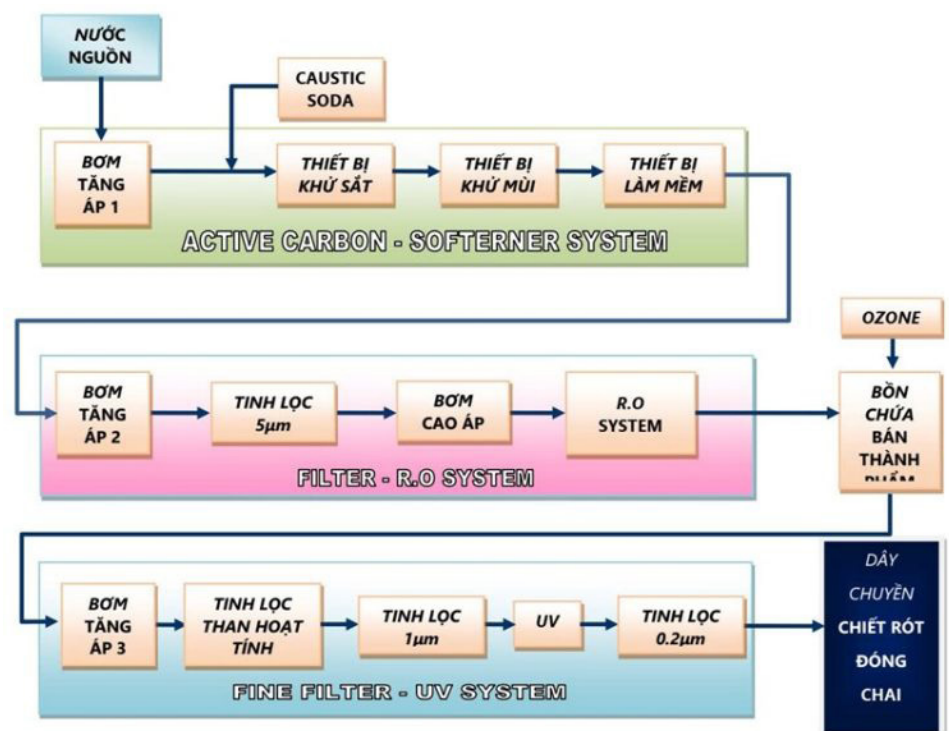 NƯỚC
NGUỒN
CAUSTIC
SODA
BƠM
TĂNG
ÁP 1
THIẾT BỊ
KHỬ SẮT
THIẾT BỊ
KHỬ MÙI
THIẾT BỊ
LÀM MỀM
ACTIVE CARBON - SOFTERNER SYSTEM
OZONE
BƠM
TĂNG
ÁP 2
TINH LỌC
5µm
BƠM
CAO ÁP
R.O
SYSTEM
BỒN
CHỨA
BÁN
THÀNH
PHẨM
FILTER - R.O SYSTEM
BƠM
TĂNG
ÁP 3
TINH LỌC
THAN HOẠT
TÍNH
TINH LỌC
1µm
UV
TINH LỌC
0.2µm
DÂY
CHUYỀN
CHIẾT RÓT
ĐÓNG
CHAI
FINE FILTER - UV SYSTEM